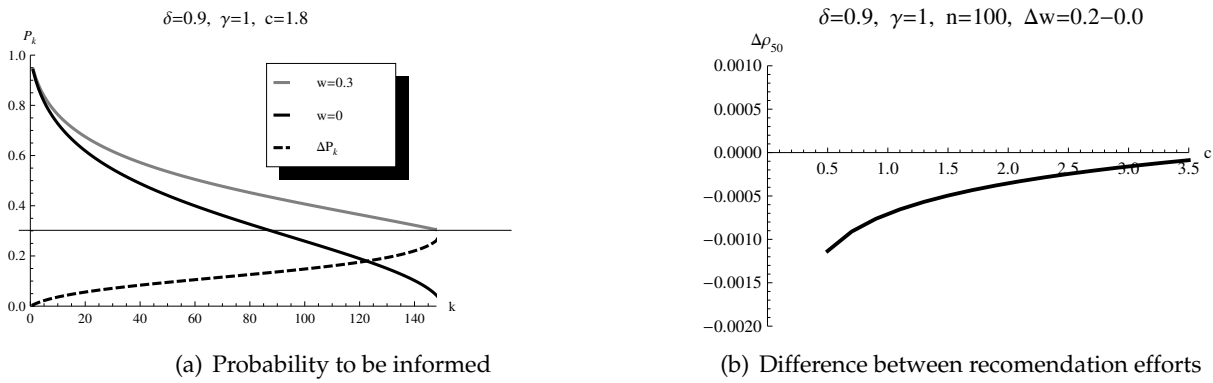 δ=0.9, γ=1, c=1.8
P_k
1.0
0.8
0.6
0.4
0.2
0.0
0 20 40 60 80 100 120 140 k
w=0.3
w=0
ΔP_k
(a) Probability to be informed
δ=0.9, γ=1, n=100, Δw=0.2−0.0
Δρ_50
0.0010
0.0005
0.0000
−0.0005
−0.0010
−0.0015
−0.0020
0.5 1.0 1.5 2.0 2.5 3.0 3.5 c
(b) Difference between recomendation efforts